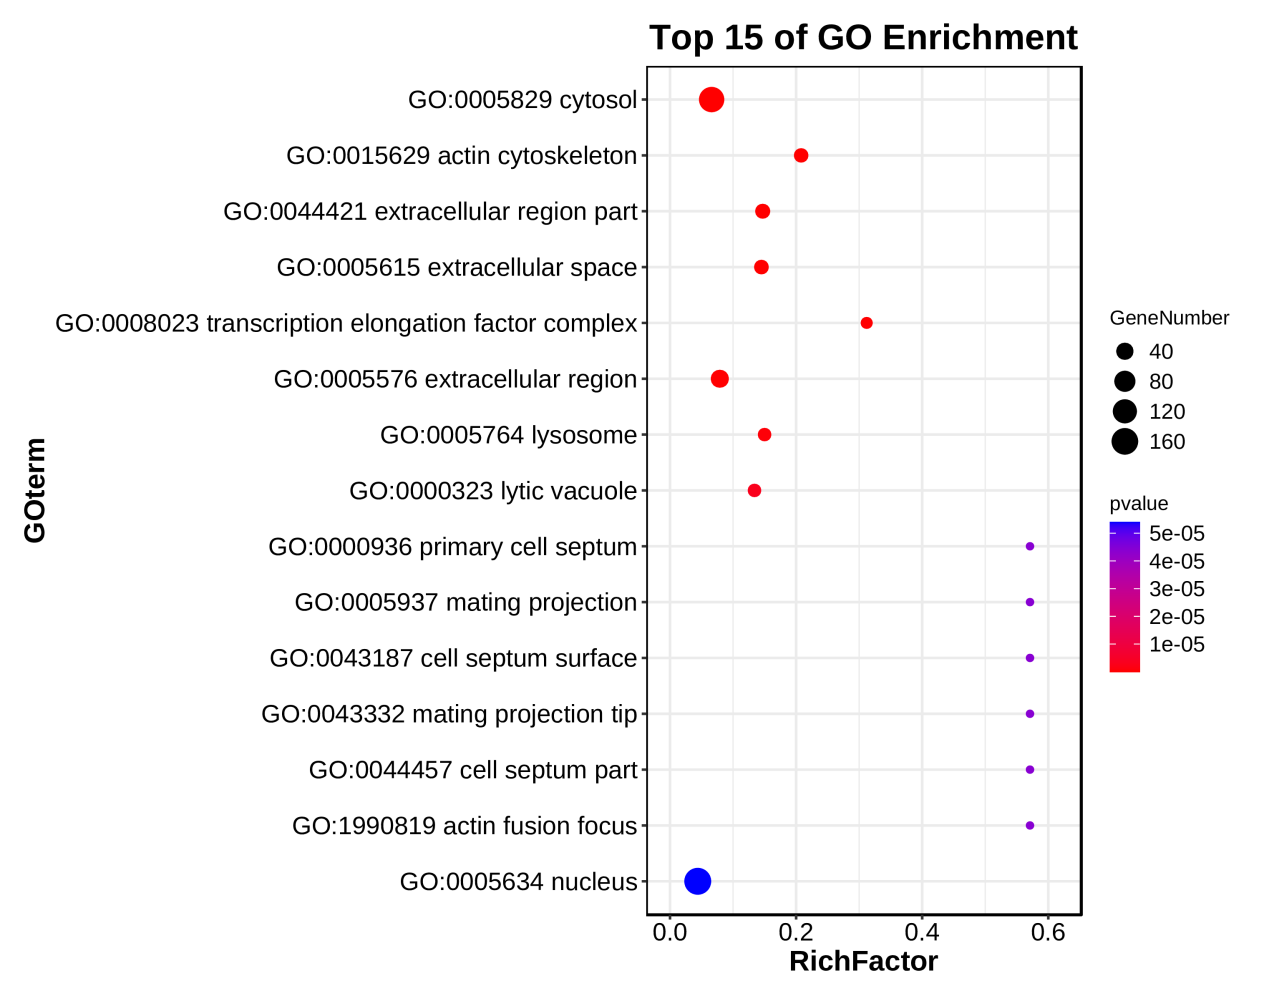 Top 15 of GO Enrichment
GOterm
GO:0005829 cytosol
GO:0015629 actin cytoskeleton
GO:0044421 extracellular region part
GO:0005615 extracellular space
GO:0008023 transcription elongation factor complex
GO:0005576 extracellular region
GO:0005764 lysosome
GO:0000323 lytic vacuole
GO:0000936 primary cell septum
GO:0005937 mating projection
GO:0043187 cell septum surface
GO:0043332 mating projection tip
GO:0044457 cell septum part
GO:1990819 actin fusion focus
GO:0005634 nucleus
0.0 0.2 0.4 0.6
RichFactor
GeneNumber
40
80
120
160
pvalue
5e-05
4e-05
3e-05
2e-05
1e-05